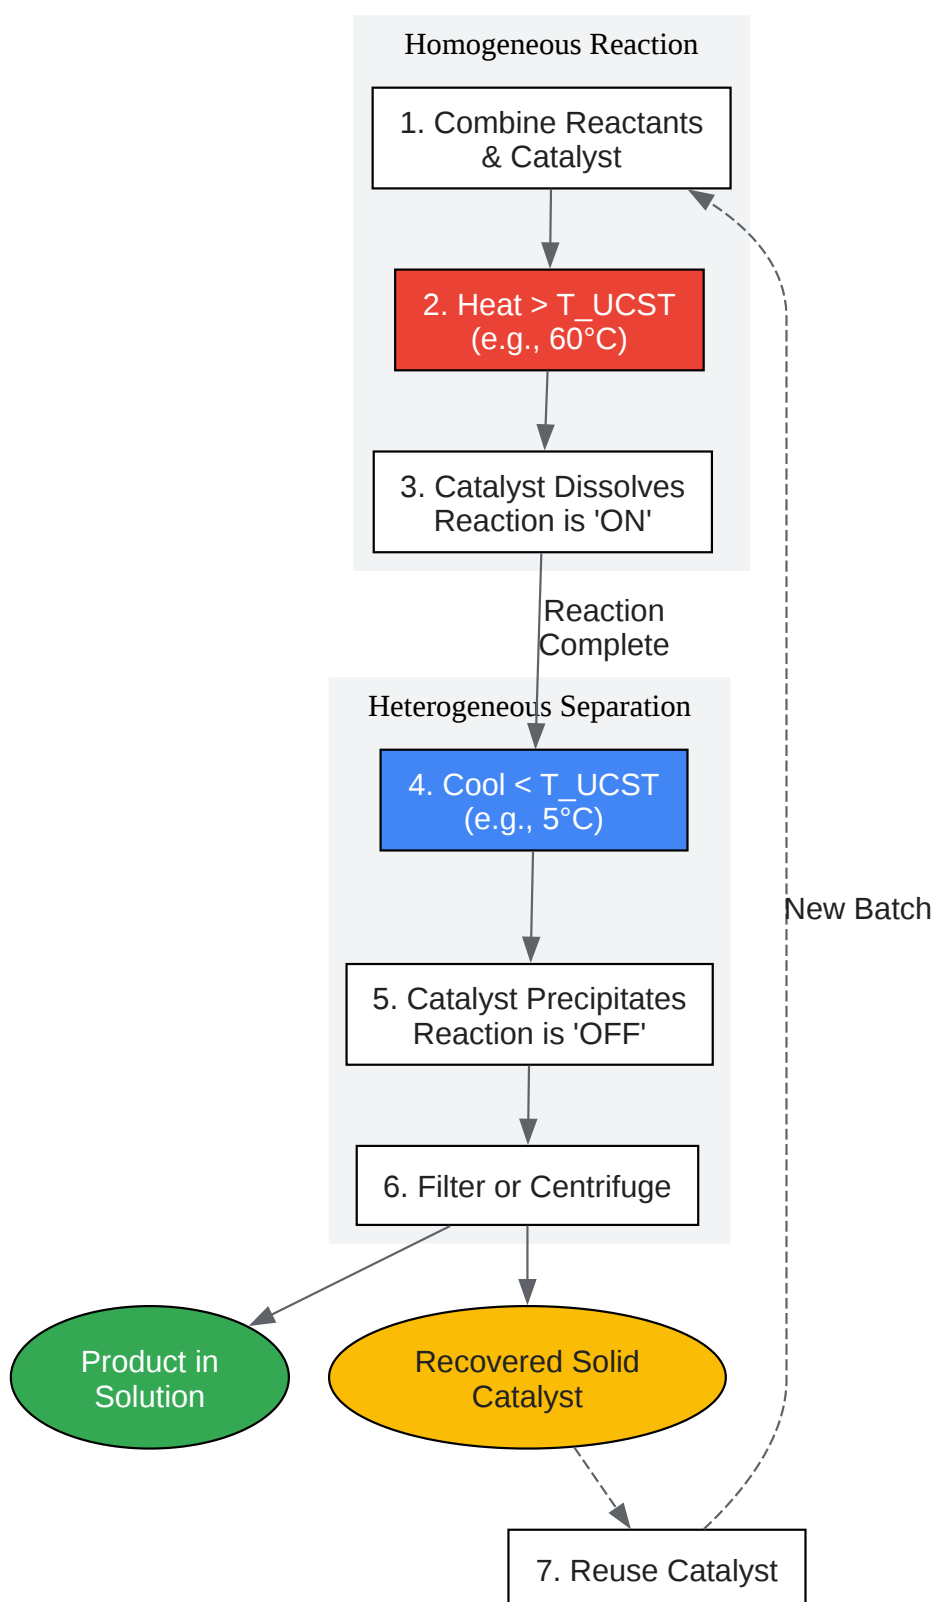 Homogeneous Reaction
1. Combine Reactants
& Catalyst
2. Heat > T_UCST
(e.g., 60°C)
3. Catalyst Dissolves
Reaction is 'ON'
Reaction
Complete
Heterogeneous Separation
4. Cool < T_UCST
(e.g., 5°C)
New Batch
5. Catalyst Precipitates
Reaction is 'OFF'
6. Filter or Centrifuge
Product in
Solution
Recovered Solid
Catalyst
7. Reuse Catalyst